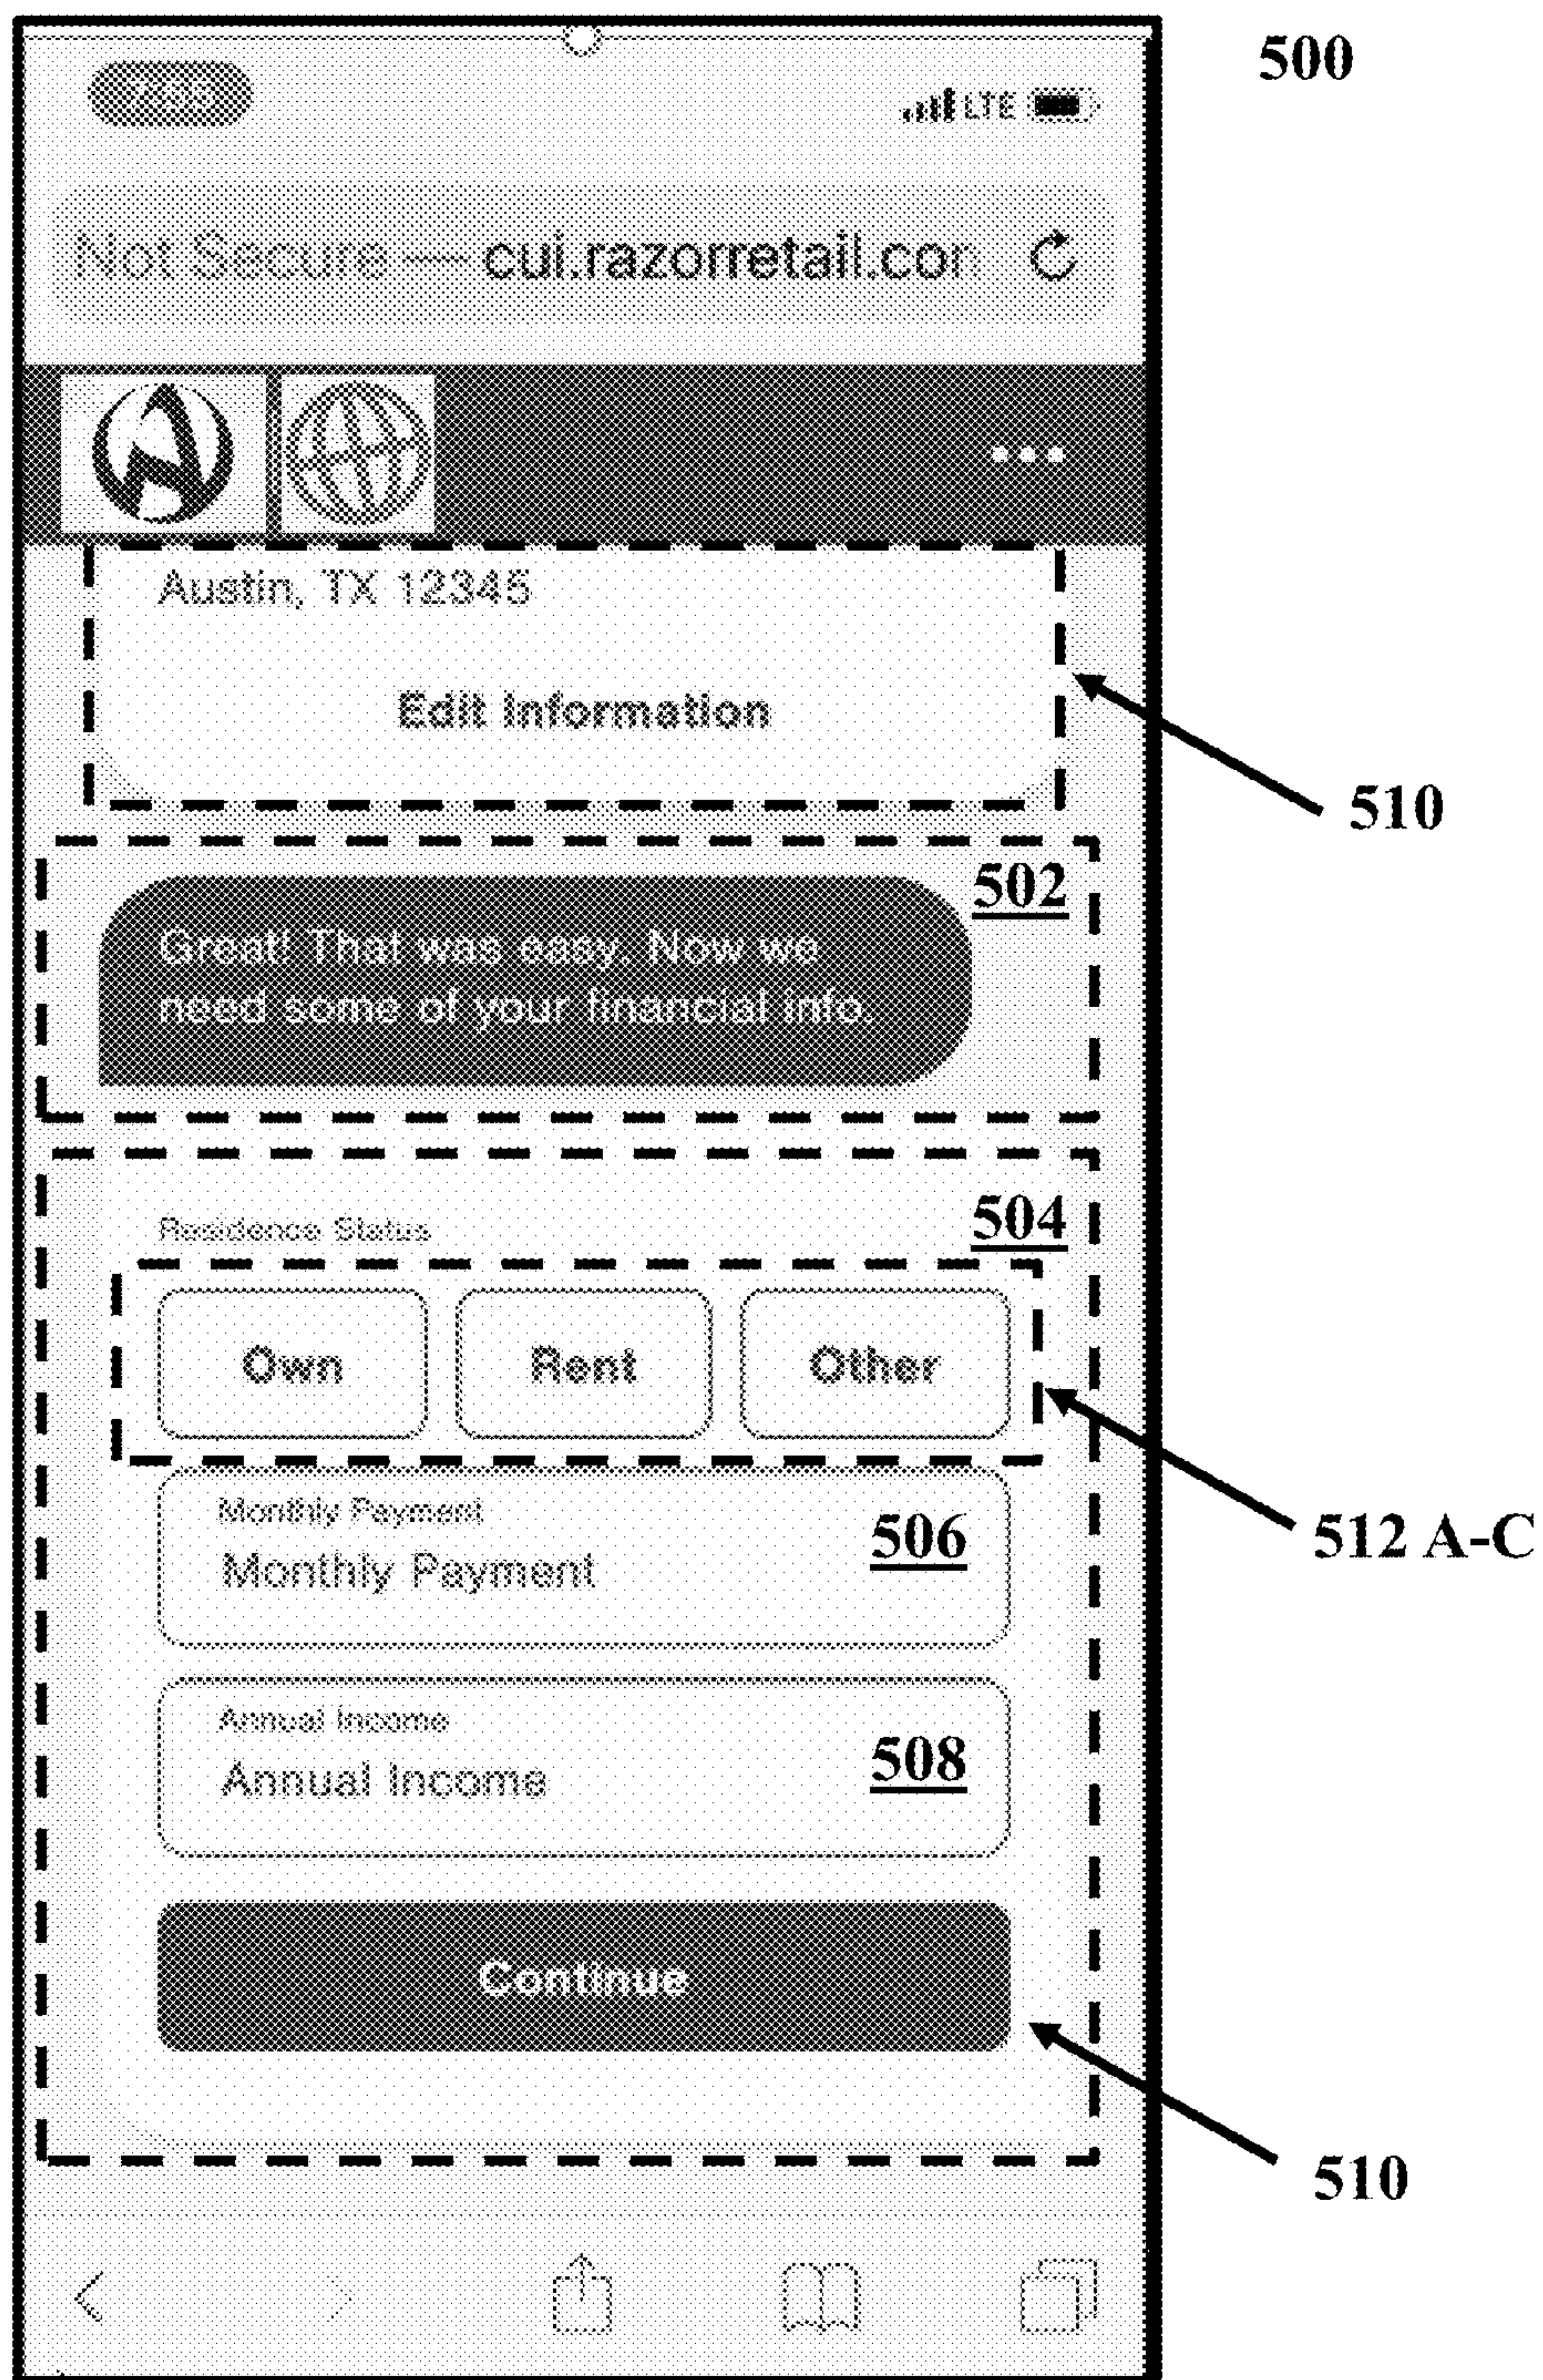 500
LTE
Not Secure — cui.razorretail.com
Austin, TX 12345
Edit Information
510
502
Great! That was easy. Now we
need some of your financial info.
504
Residence Status
Own Rent Other
512 A-C
Monthly Payment
Monthly Payment
506
Annual Income
Annual Income
508
Continue
510